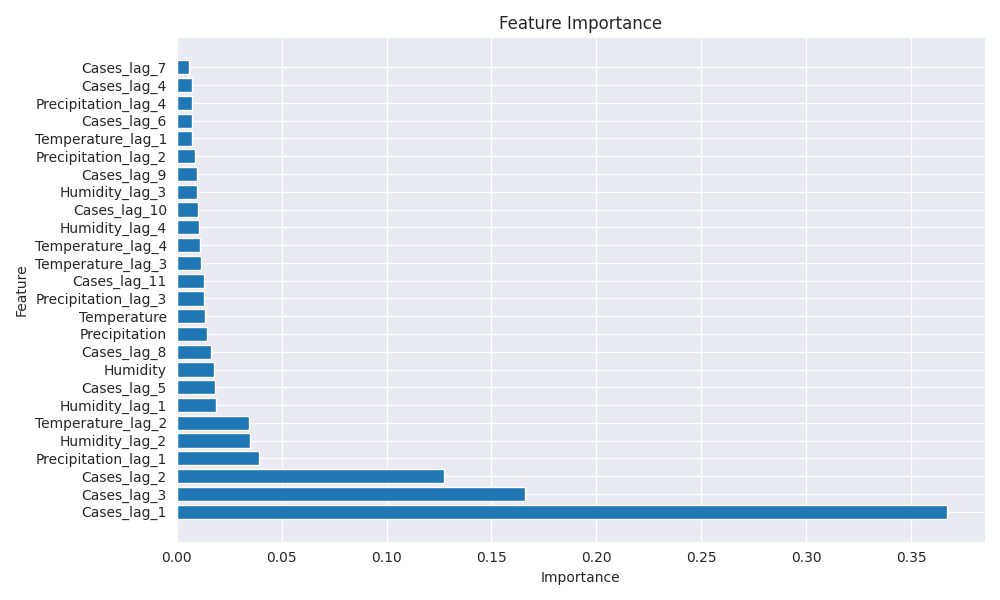 Feature Importance
Feature
Cases_lag_7
Cases_lag_4
Precipitation_lag_4
Cases_lag_6
Temperature_lag_1
Precipitation_lag_2
Cases_lag_9
Humidity_lag_3
Cases_lag_10
Humidity_lag_4
Temperature_lag_4
Temperature_lag_3
Cases_lag_11
Precipitation_lag_3
Temperature
Precipitation
Cases_lag_8
Humidity
Cases_lag_5
Humidity_lag_1
Temperature_lag_2
Humidity_lag_2
Precipitation_lag_1
Cases_lag_2
Cases_lag_3
Cases_lag_1
0.00 0.05 0.10 0.15 0.20 0.25 0.30 0.35
Importance